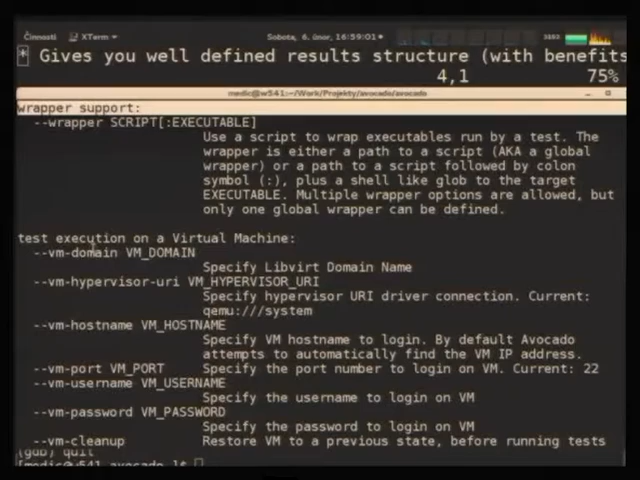 Činnosti XTerm Sobota, 6. únor, 16:59:01
* Gives you well defined results structure (with benefits
4,1 75%
medic@w541:~/Work/Projekty/avocado/avocado
wrapper support:
--wrapper SCRIPT[:EXECUTABLE]
Use a script to wrap executables run by a test. The
wrapper is either a path to a script (AKA a global
wrapper) or a path to a script followed by colon
symbol (:), plus a shell like glob to the target
EXECUTABLE. Multiple wrapper options are allowed, but
only one global wrapper can be defined.
test execution on a Virtual Machine:
--vm-domain VM_DOMAIN
Specify Libvirt Domain Name
--vm-hypervisor-uri VM_HYPERVISOR_URI
Specify hypervisor URI driver connection. Current:
qemu:///system
--vm-hostname VM_HOSTNAME
Specify VM hostname to login. By default Avocado
attempts to automatically find the VM IP address.
--vm-port VM_PORT Specify the port number to login on VM. Current: 22
--vm-username VM_USERNAME
Specify the username to login on VM
--vm-password VM_PASSWORD
Specify the password to login on VM
--vm-cleanup Restore VM to a previous state, before running tests
(gdb) quit
[medic@w541 avocado ]$